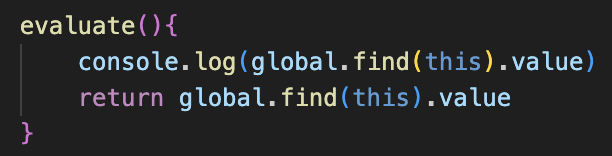 evaluate(){
    console.log(global.find(this).value)
    return global.find(this).value
}